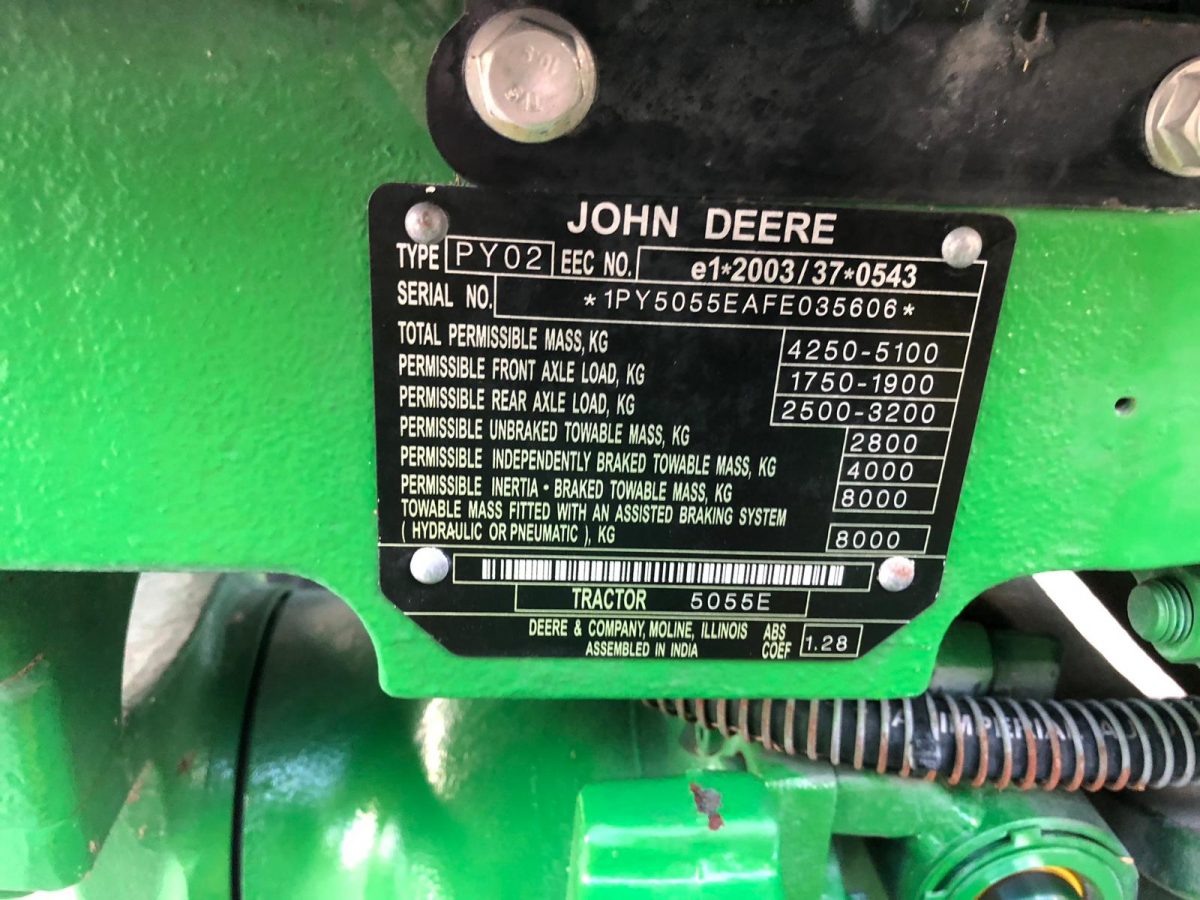 JOHN DEERE
TYPE PY02 EEC NO. e1*2003/37*0543
SERIAL NO. *1PY5055EAFE035606*
TOTAL PERMISSIBLE MASS, KG 4250-5100
PERMISSIBLE FRONT AXLE LOAD, KG 1750-1900
PERMISSIBLE REAR AXLE LOAD, KG 2500-3200
PERMISSIBLE UNBRAKED TOWABLE MASS, KG 2800
PERMISSIBLE INDEPENDENTLY BRAKED TOWABLE MASS, KG 4000
PERMISSIBLE INERTIA • BRAKED TOWABLE MASS, KG 8000
TOWABLE MASS FITTED WITH AN ASSISTED BRAKING SYSTEM
( HYDRAULIC OR PNEUMATIC ), KG 8000
TRACTOR 5055E
DEERE & COMPANY, MOLINE, ILLINOIS ABS
ASSEMBLED IN INDIA COEF 1.28
IMPERIAL